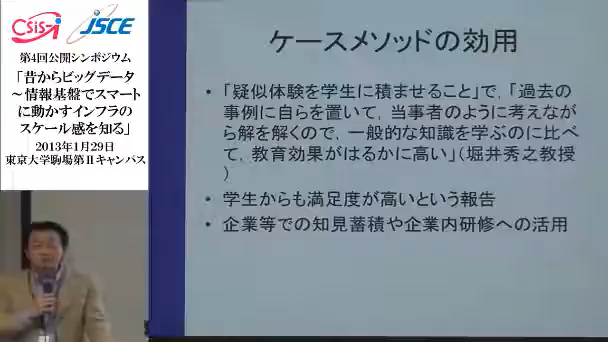 CSiS-i
JSCE
第4回公開シンポジウム
「昔からビッグデータ
～情報基盤でスマート
に動かすインフラの
スケール感を知る」
2013年1月29日
東京大学駒場第Ⅱキャンパス
ケースメソッドの効用
• 「疑似体験を学生に積ませること」で，「過去の
事例に自らを置いて，当事者のように考えなが
ら解を解くので，一般的な知識を学ぶのに比べ
て，教育効果がはるかに高い」（堀井秀之教授
）
• 学生からも満足度が高いという報告
• 企業等での知見蓄積や企業内研修への活用